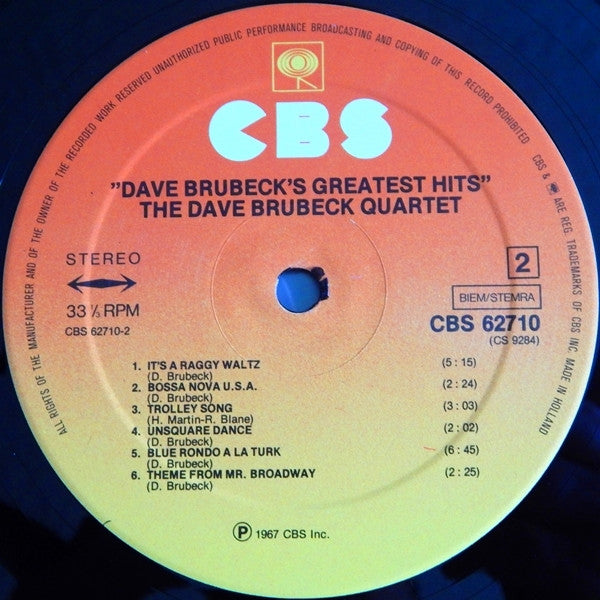 ALL RIGHTS OF THE MANUFACTURER AND OF THE OWNER OF THE RECORDED WORK RESERVED UNAUTHORIZED PUBLIC PERFORMANCE BROADCASTING AND COPYING OF THIS RECORD PROHIBITED
CBS & ARE REG. TRADEMARKS OF CBS INC. MADE IN HOLLAND
CBS
"DAVE BRUBECK'S GREATEST HITS"
THE DAVE BRUBECK QUARTET
STEREO
33⅓ RPM
CBS 62710-2
2
BIEM/STEMRA
CBS 62710
(CS 9284)
1. IT'S A RAGGY WALTZ (5 : 15)
(D. Brubeck)
2. BOSSA NOVA U.S.A. (2 : 24)
(D. Brubeck)
3. TROLLEY SONG (3 : 03)
(H. Martin-R. Blane)
4. UNSQUARE DANCE (2 : 02)
(D. Brubeck)
5. BLUE RONDO A LA TURK (6 : 45)
(D. Brubeck)
6. THEME FROM MR. BROADWAY (2 : 25)
(D. Brubeck)
℗ 1967 CBS Inc.